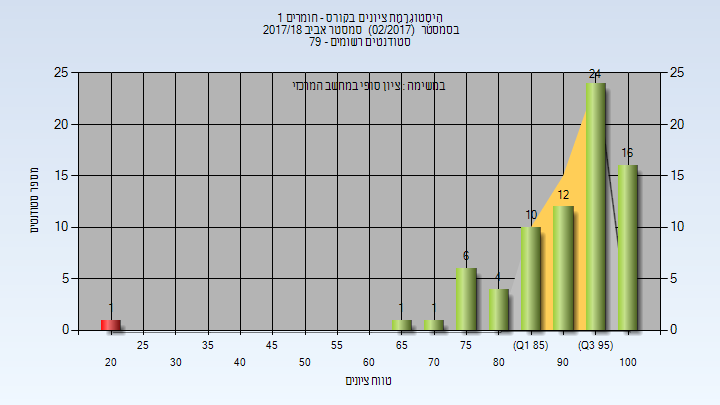 היסטוגרמת ציונים בקורס - חומרים 1
בסמסטר (02/2017) סמסטר אביב 2017/18
סטודנטים רשומים - 79
במשימה : ציון סופי במחשב המרכזי
מספר סטודנטים
25 25
20 20
15 15
10 10
5 5
0 0
1 1 1 6 4 10 12 24 16
25 35 45 55 65 75 (Q1 85) (Q3 95)
20 30 40 50 60 70 80 90 100
טווח ציונים